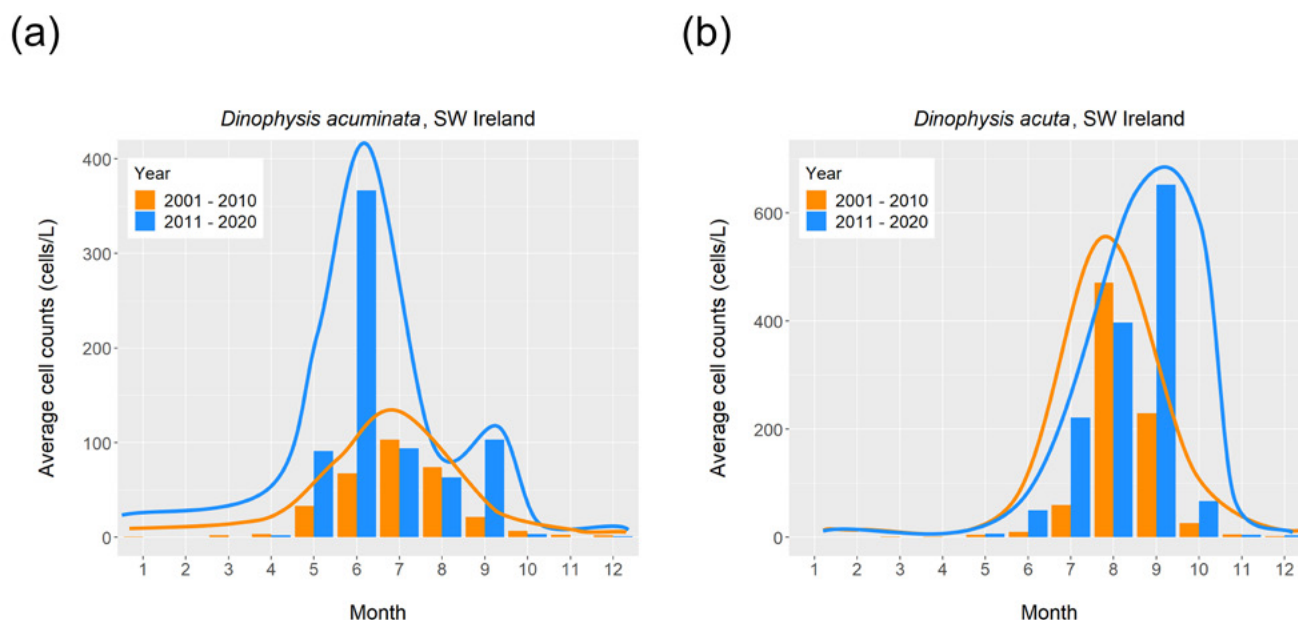 (a)
Dinophysis acuminata, SW Ireland
Average cell counts (cells/L)
400
300
200
100
0
Year
2001 - 2010
2011 - 2020
1 2 3 4 5 6 7 8 9 10 11 12
Month
(b)
Dinophysis acuta, SW Ireland
Average cell counts (cells/L)
600
400
200
0
Year
2001 - 2010
2011 - 2020
1 2 3 4 5 6 7 8 9 10 11 12
Month